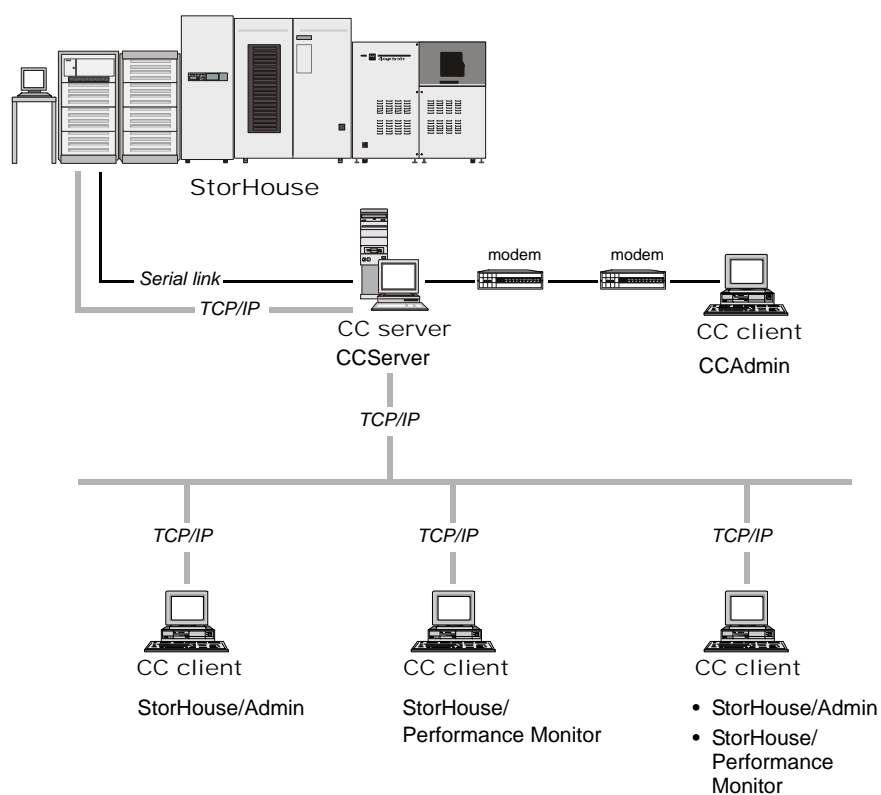 StorHouse
modem
modem
Serial link
TCP/IP
CC server
CCServer
CC client
CCAdmin
TCP/IP
TCP/IP
TCP/IP
TCP/IP
CC client
StorHouse/Admin
CC client
StorHouse/
Performance Monitor
CC client
• StorHouse/Admin
• StorHouse/
Performance
Monitor